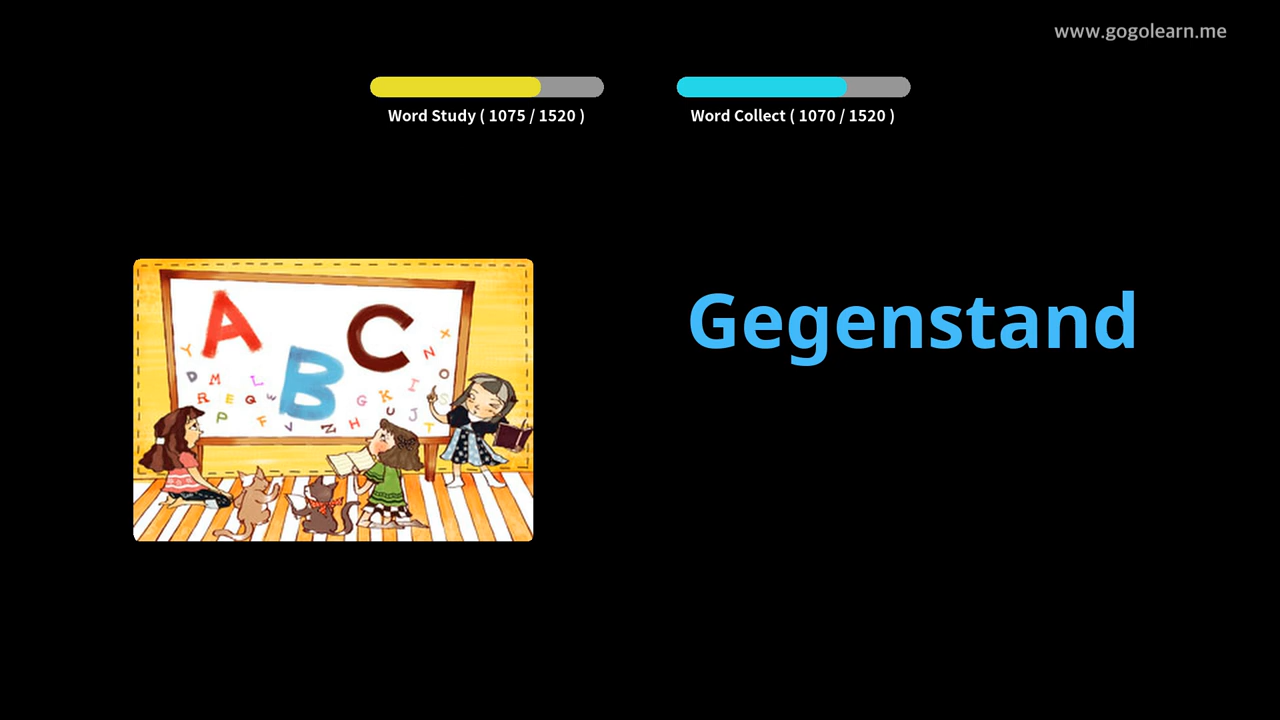 www.gogolearn.me
Word Study ( 1075 / 1520 )
Word Collect ( 1070 / 1520 )
Gegenstand
A
B
C
X
Y
N
D
M
L
I
O
R
E
Q
W
G
K
S
P
F
V
Z
H
U
J
T